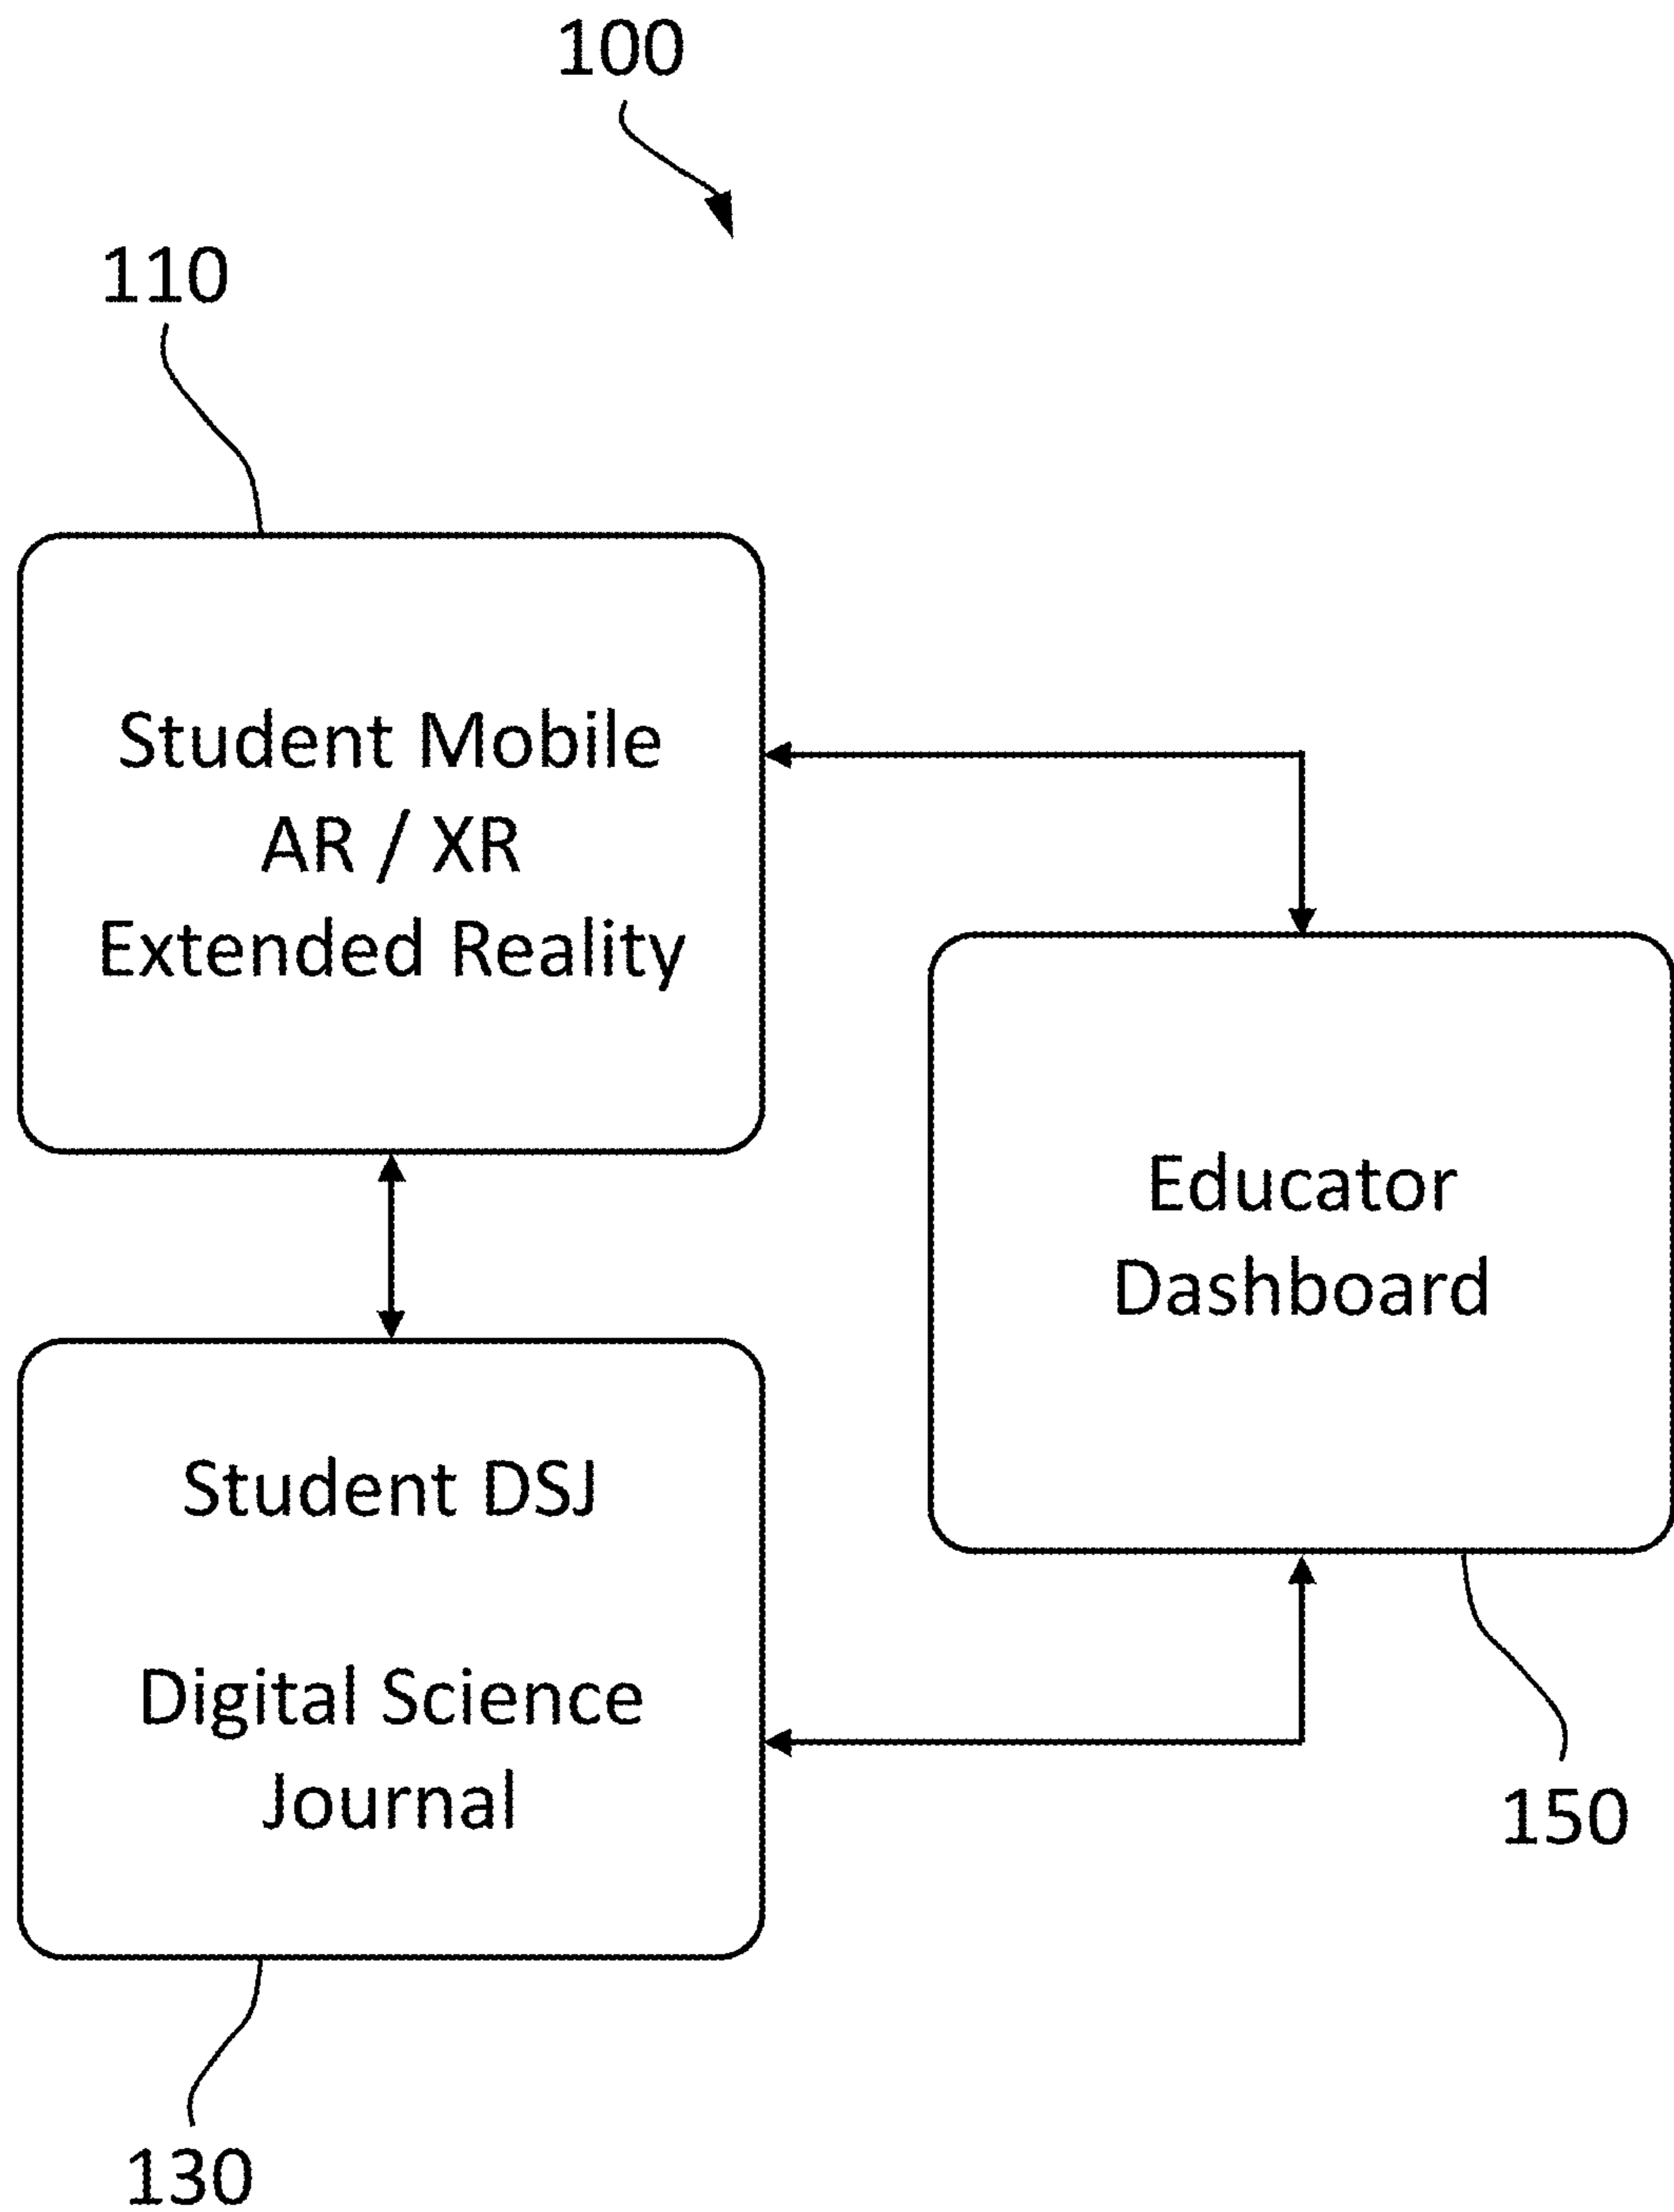 100
110
Student Mobile
AR / XR
Extended Reality
Educator
Dashboard
Student DSJ
Digital Science
Journal
150
130